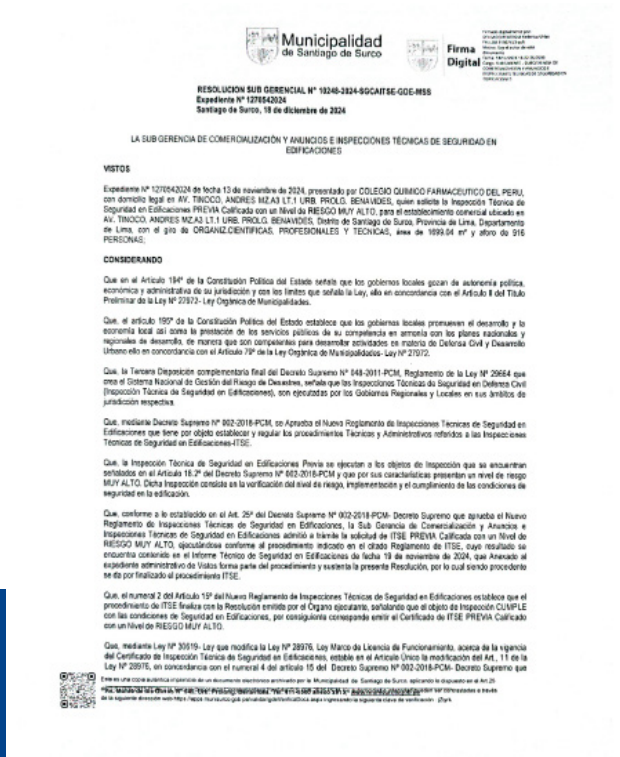 Municipalidad
de Santiago de Surco
Firma
Digital
RESOLUCION SUB GERENCIAL N° 10248-2024-SGCAITSE-GDE-MSS
Expediente N° 1270542024
Santiago de Surco, 18 de diciembre de 2024
LA SUB GERENCIA DE COMERCIALIZACIÓN Y ANUNCIOS E INSPECCIONES TÉCNICAS DE SEGURIDAD EN
EDIFICACIONES
VISTOS
Expediente N° 1270542024 de fecha 13 de noviembre de 2024, presentado por COLEGIO QUIMICO FARMACEUTICO DEL PERU,
con domicilio legal en AV. TINOCO, ANDRES MZ.A3 LT.1 URB. PROLG. BENAVIDES, quien solicita la Inspección Técnica de
Seguridad en Edificaciones PREVIA Calificada con un Nivel de RIESGO MUY ALTO, para el establecimiento comercial ubicado en
AV. TINOCO, ANDRES MZ.A3 LT.1 URB. PROLG. BENAVIDES, Distrito de Santiago de Surco, Provincia de Lima, Departamento
de Lima, con el giro de ORGANIZ.CIENTIFICAS, PROFESIONALES Y TECNICAS, área de 1699.04 m² y aforo de 916
PERSONAS;
CONSIDERANDO
Que en el Artículo 194° de la Constitución Política del Estado señala que los gobiernos locales gozan de autonomía política,
económica y administrativa de su jurisdicción y con los límites que señala la Ley, ello en concordancia con el Artículo II del Título
Preliminar de la Ley N° 27972- Ley Orgánica de Municipalidades.
Que, el artículo 195° de la Constitución Política del Estado establece que los gobiernos locales promueven el desarrollo y la
economía local así como la prestación de los servicios públicos de su competencia en armonía con los planes nacionales y
regionales de desarrollo, de manera que son competentes para desarrollar actividades en materia de Defensa Civil y Desarrollo
Urbano ello en concordancia con el Artículo 79° de la Ley Orgánica de Municipalidades- Ley N° 27972.
Que, la Tercera Disposición complementaria final del Decreto Supremo N° 048-2011-PCM, Reglamento de la Ley N° 29664 que
crea el Sistema Nacional de Gestión del Riesgo de Desastres, señala que las Inspecciones Técnicas de Seguridad en Defensa Civil
(Inspección Técnica de Seguridad en Edificaciones), son ejecutadas por los Gobiernos Regionales y Locales en sus ámbitos de
jurisdicción respectiva.
Que, mediante Decreto Supremo N° 002-2018-PCM, se Aprueba el Nuevo Reglamento de Inspecciones Técnicas de Seguridad en
Edificaciones que tiene por objeto establecer y regular los procedimientos Técnicos y Administrativos referidos a las Inspecciones
Técnicas de Seguridad en Edificaciones-ITSE.
Que, la Inspección Técnica de Seguridad en Edificaciones Previa se ejecutan a los objetos de Inspección que se encuentran
señalados en el Artículo 18.2° del Decreto Supremo N° 002-2018-PCM y que por sus características presentan un nivel de riesgo
MUY ALTO. Dicha Inspección consiste en la verificación del nivel de riesgo, implementación y el cumplimiento de las condiciones de
seguridad en la edificación.
Que, conforme a lo establecido en el Art. 25° del Decreto Supremo N° 002-2018-PCM- Decreto Supremo que aprueba el Nuevo
Reglamento de Inspecciones Técnicas de Seguridad en Edificaciones, la Sub Gerencia de Comercialización y Anuncios e
Inspecciones Técnicas de Seguridad en Edificaciones admitió a trámite la solicitud de ITSE PREVIA Calificada con un Nivel de
RIESGO MUY ALTO, ejecutándose conforme al procedimiento indicado en el citado Reglamento de ITSE, cuyo resultado se
encuentra contenido en el Informe Técnico de Seguridad en Edificaciones de fecha 19 de noviembre de 2024, que Anexado al
expediente administrativo de Vistos forma parte del procedimiento y sustenta la presente Resolución, por lo cual siendo procedente
se da por finalizado el procedimiento ITSE.
Que, el numeral 2 del Artículo 15° del Nuevo Reglamento de Inspecciones Técnicas de Seguridad en Edificaciones establece que el
procedimiento de ITSE finaliza con la Resolución emitida por el Órgano ejecutante, señalando que el objeto de Inspección CUMPLE
con las condiciones de Seguridad en Edificaciones, por consiguiente corresponde emitir el Certificado de ITSE PREVIA Calificado
con un Nivel de RIESGO MUY ALTO.
Que, mediante Ley N° 30619- Ley que modifica la Ley N° 28976, Ley Marco de Licencia de Funcionamiento, acerca de la vigencia
del Certificado de Inspección Técnica de Seguridad en Edificaciones, estable en el Artículo Único la modificación del Art., 11 de la
Ley N° 28976, en concordancia con el numeral 4 del artículo 15 del Decreto Supremo N° 002-2018-PCM- Decreto Supremo que
Esta es una copia auténtica imprimible de un documento electrónico archivado por la Municipalidad de Santiago de Surco, aplicando lo dispuesto en el Art.25